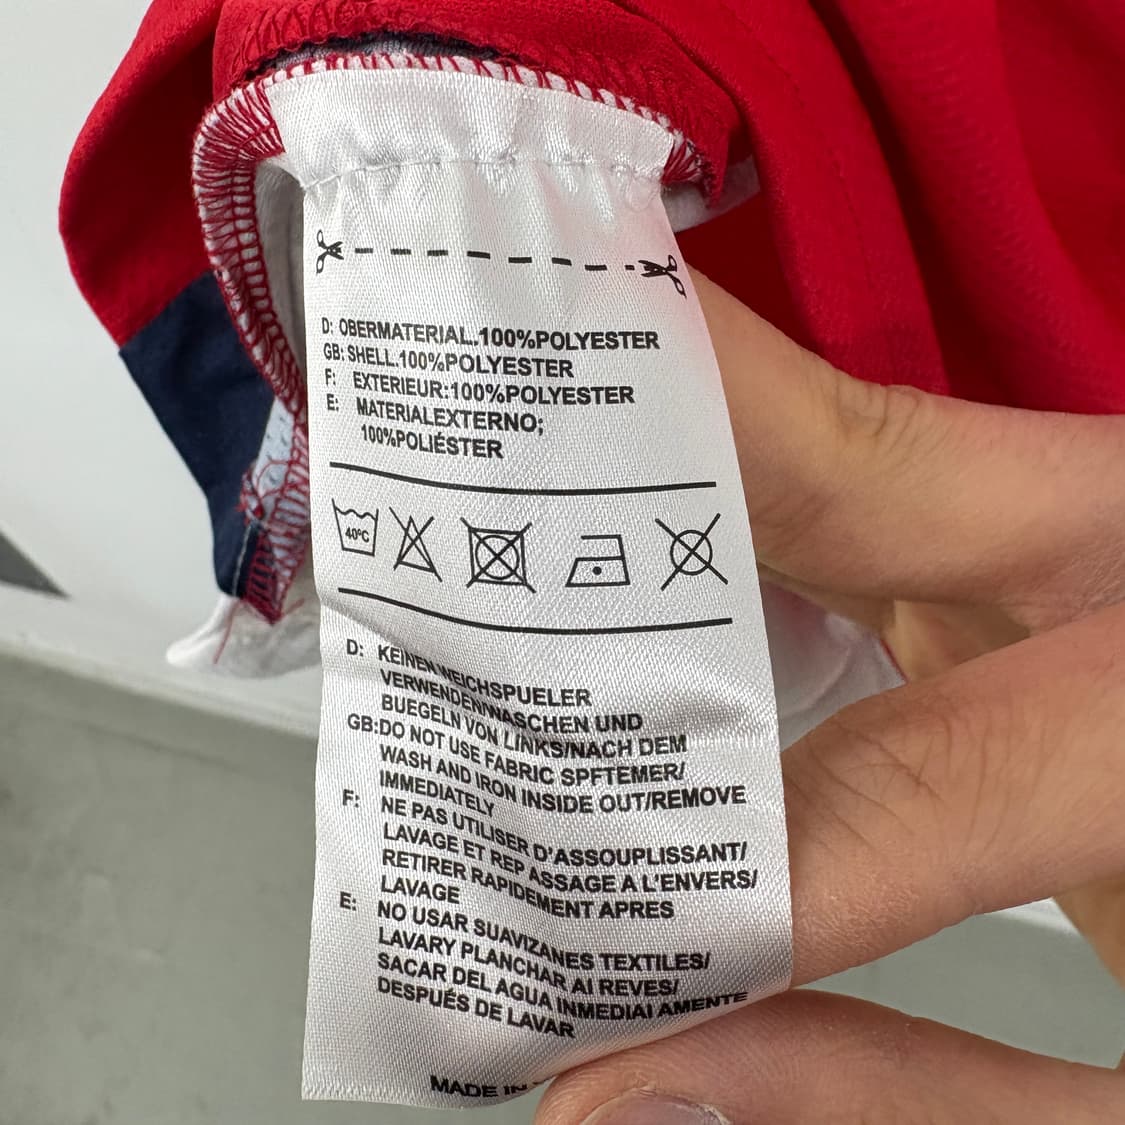 D: OBERMATERIAL.100%POLYESTER
GB: SHELL.100%POLYESTER
F: EXTERIEUR:100%POLYESTER
E: MATERIALEXTERNO;
100%POLIÉSTER
40°C
D: KEINEN WEICHSPUELER
VERWENDEN/WASCHEN UND
BUEGELN VON LINKS/NACH DEM
GB:DO NOT USE FABRIC SPFTEMER/
WASH AND IRON INSIDE OUT/REMOVE
IMMEDIATELY
F: NE PAS UTILISER D'ASSOUPLISSANT/
LAVAGE ET REP ASSAGE A L'ENVERS/
RETIRER RAPIDEMENT APRES
LAVAGE
E: NO USAR SUAVIZANES TEXTILES/
LAVARY PLANCHAR AI REVES/
SACAR DEL AGUA INMEDIAI AMENTE
DESPUÉS DE LAVAR
MADE IN